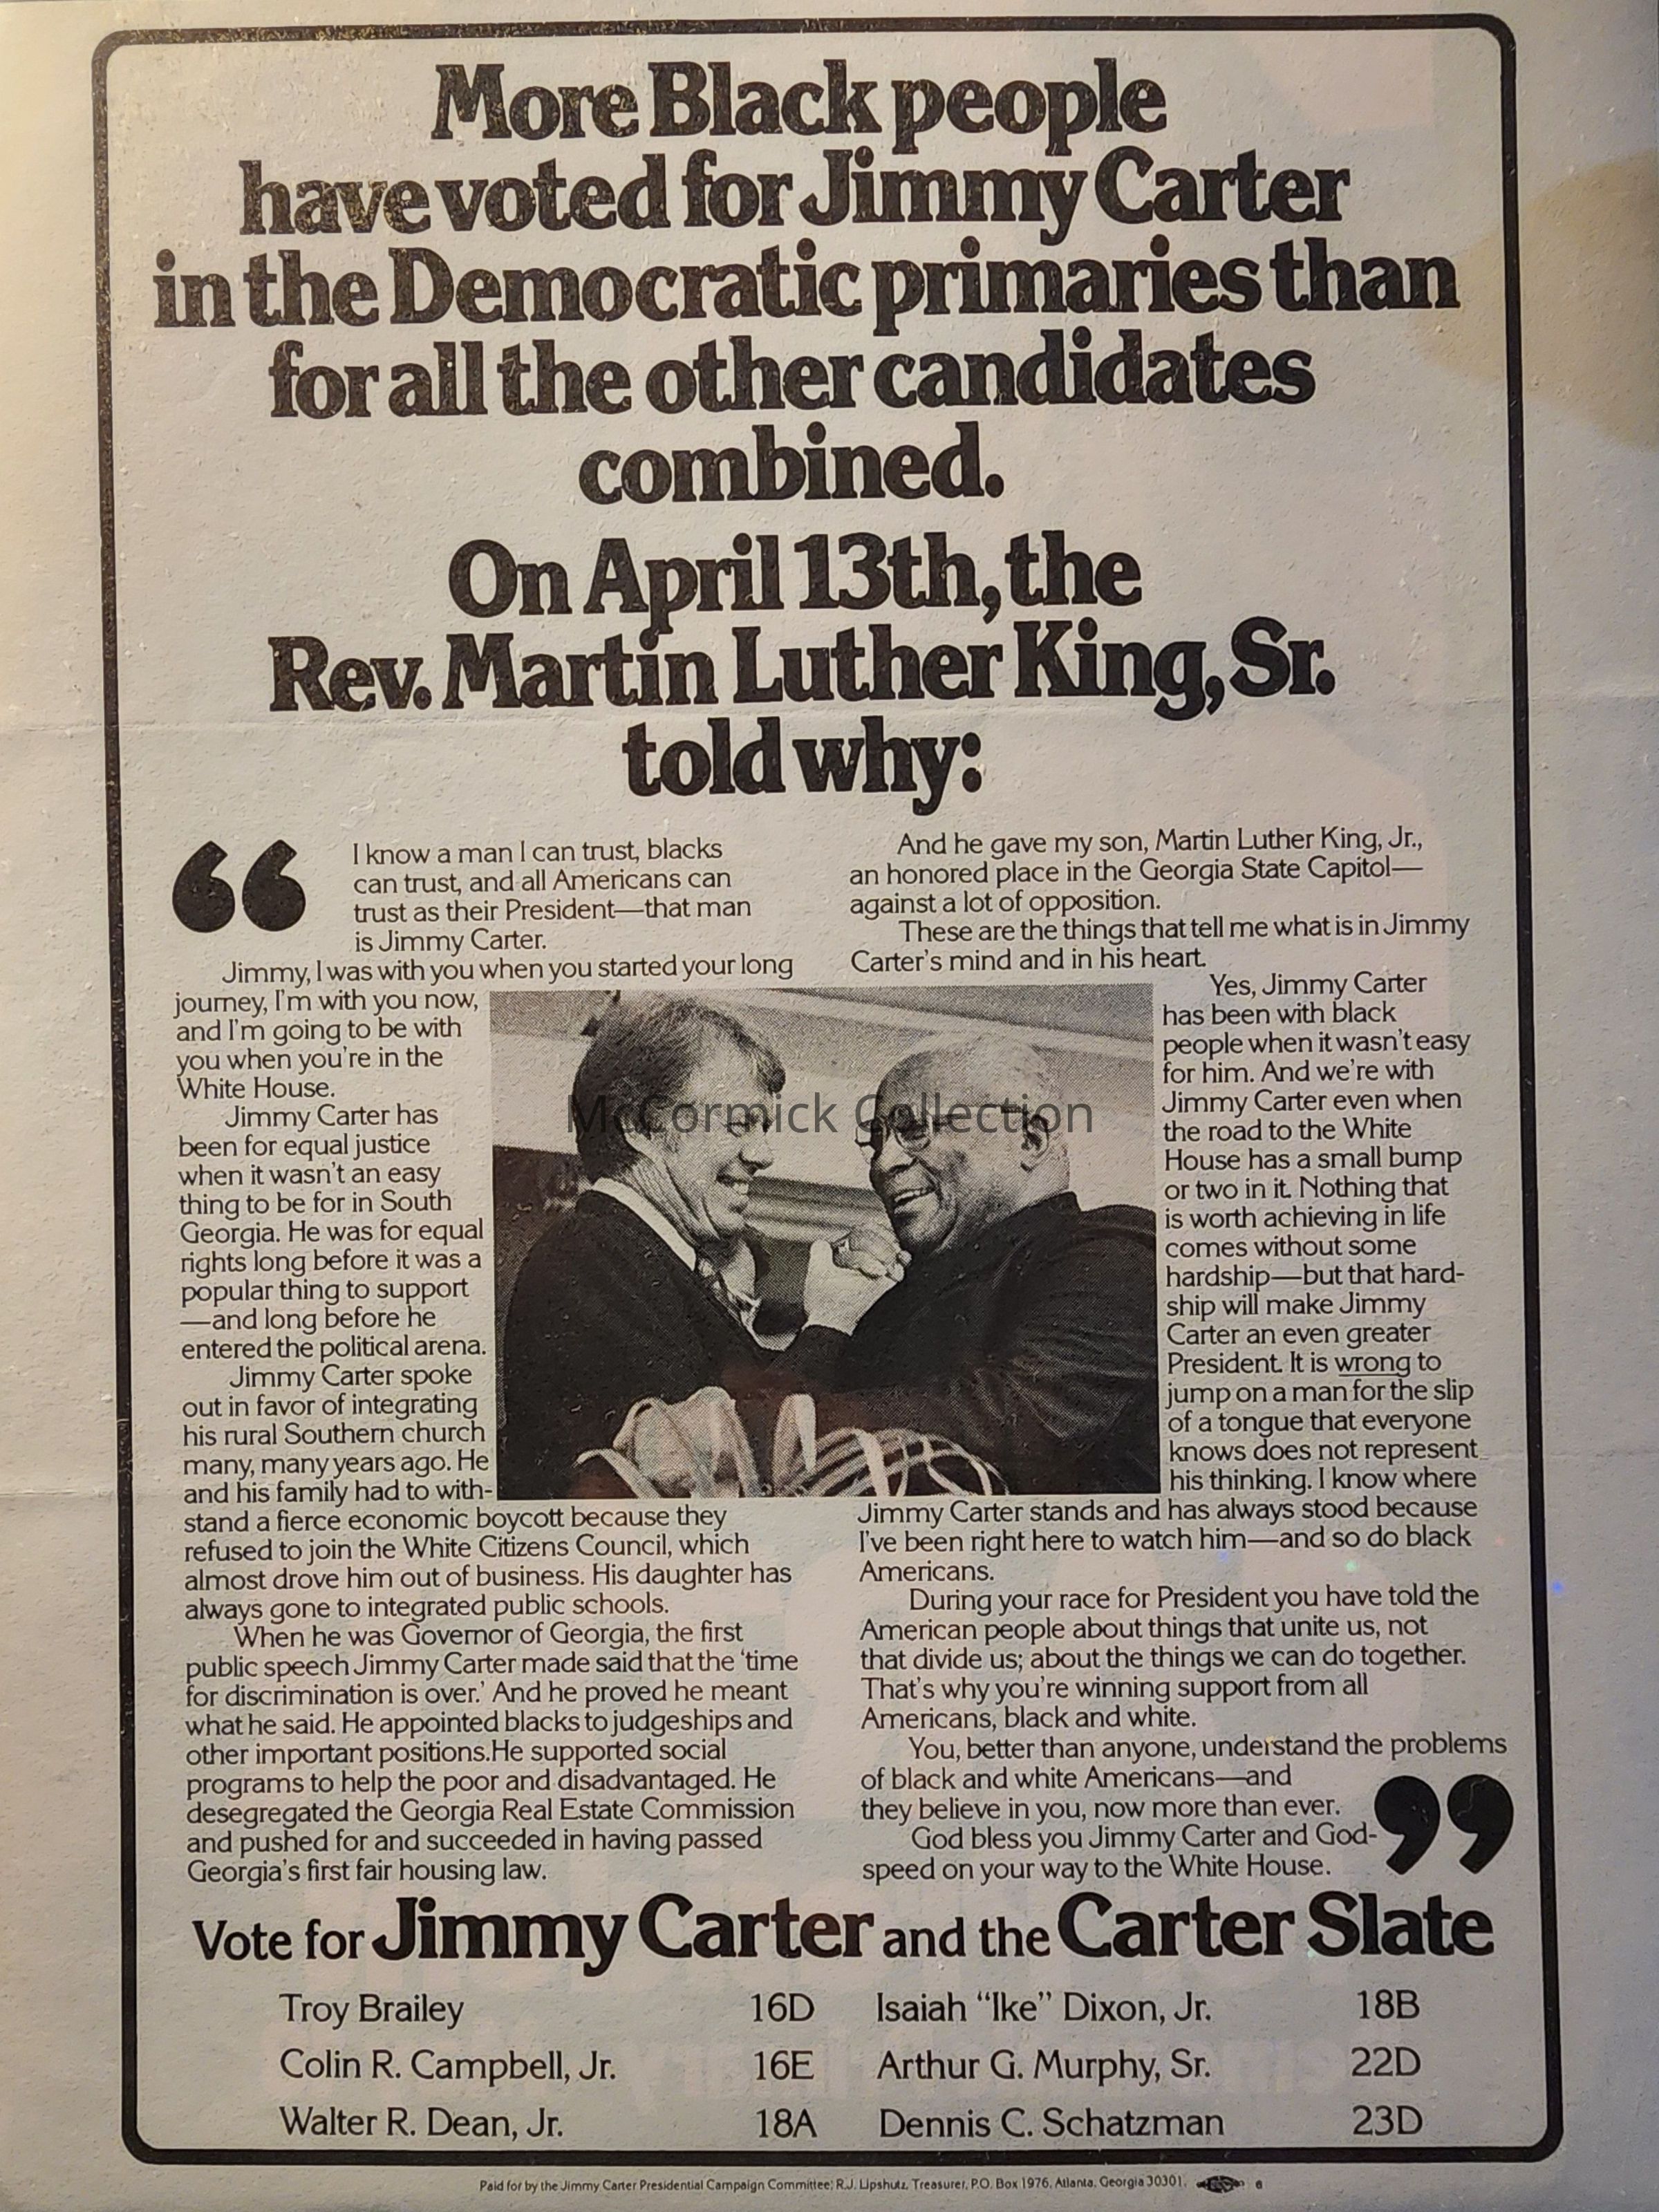 More Black people
have voted for Jimmy Carter
in the Democratic primaries than
for all the other candidates
combined.
On April 13th, the
Rev. Martin Luther King, Sr.
told why:
“
I know a man I can trust, blacks
can trust, and all Americans can
trust as their President—that man
is Jimmy Carter.
Jimmy, I was with you when you started your long
journey, I'm with you now,
and I'm going to be with
you when you're in the
White House.
Jimmy Carter has
been for equal justice
when it wasn't an easy
thing to be for in South
Georgia. He was for equal
rights long before it was a
popular thing to support
—and long before he
entered the political arena.
Jimmy Carter spoke
out in favor of integrating
his rural Southern church
many, many years ago. He
and his family had to with-
stand a fierce economic boycott because they
refused to join the White Citizens Council, which
almost drove him out of business. His daughter has
always gone to integrated public schools.
When he was Governor of Georgia, the first
public speech Jimmy Carter made said that the 'time
for discrimination is over.' And he proved he meant
what he said. He appointed blacks to judgeships and
other important positions.He supported social
programs to help the poor and disadvantaged. He
desegregated the Georgia Real Estate Commission
and pushed for and succeeded in having passed
Georgia's first fair housing law.
And he gave my son, Martin Luther King, Jr.,
an honored place in the Georgia State Capitol—
against a lot of opposition.
These are the things that tell me what is in Jimmy
Carter's mind and in his heart.
Yes, Jimmy Carter
has been with black
people when it wasn't easy
for him. And we're with
Jimmy Carter even when
the road to the White
House has a small bump
or two in it. Nothing that
is worth achieving in life
comes without some
hardship—but that hard-
ship will make Jimmy
Carter an even greater
President. It is wrong to
jump on a man for the slip
of a tongue that everyone
knows does not represent
his thinking. I know where
Jimmy Carter stands and has always stood because
I've been right here to watch him—and so do black
Americans.
During your race for President you have told the
American people about things that unite us, not
that divide us; about the things we can do together.
That's why you're winning support from all
Americans, black and white.
You, better than anyone, understand the problems
of black and white Americans—and
they believe in you, now more than ever.
God bless you Jimmy Carter and God-
speed on your way to the White House.
”
McCormick Collection
Vote for Jimmy Carter and the Carter Slate
Troy Brailey 16D Isaiah “Ike” Dixon, Jr. 18B
Colin R. Campbell, Jr. 16E Arthur G. Murphy, Sr. 22D
Walter R. Dean, Jr. 18A Dennis C. Schatzman 23D
Paid for by the Jimmy Carter Presidential Campaign Committee; R.J. Lipshutz, Treasurer, P.O. Box 1976, Atlanta, Georgia 30301.